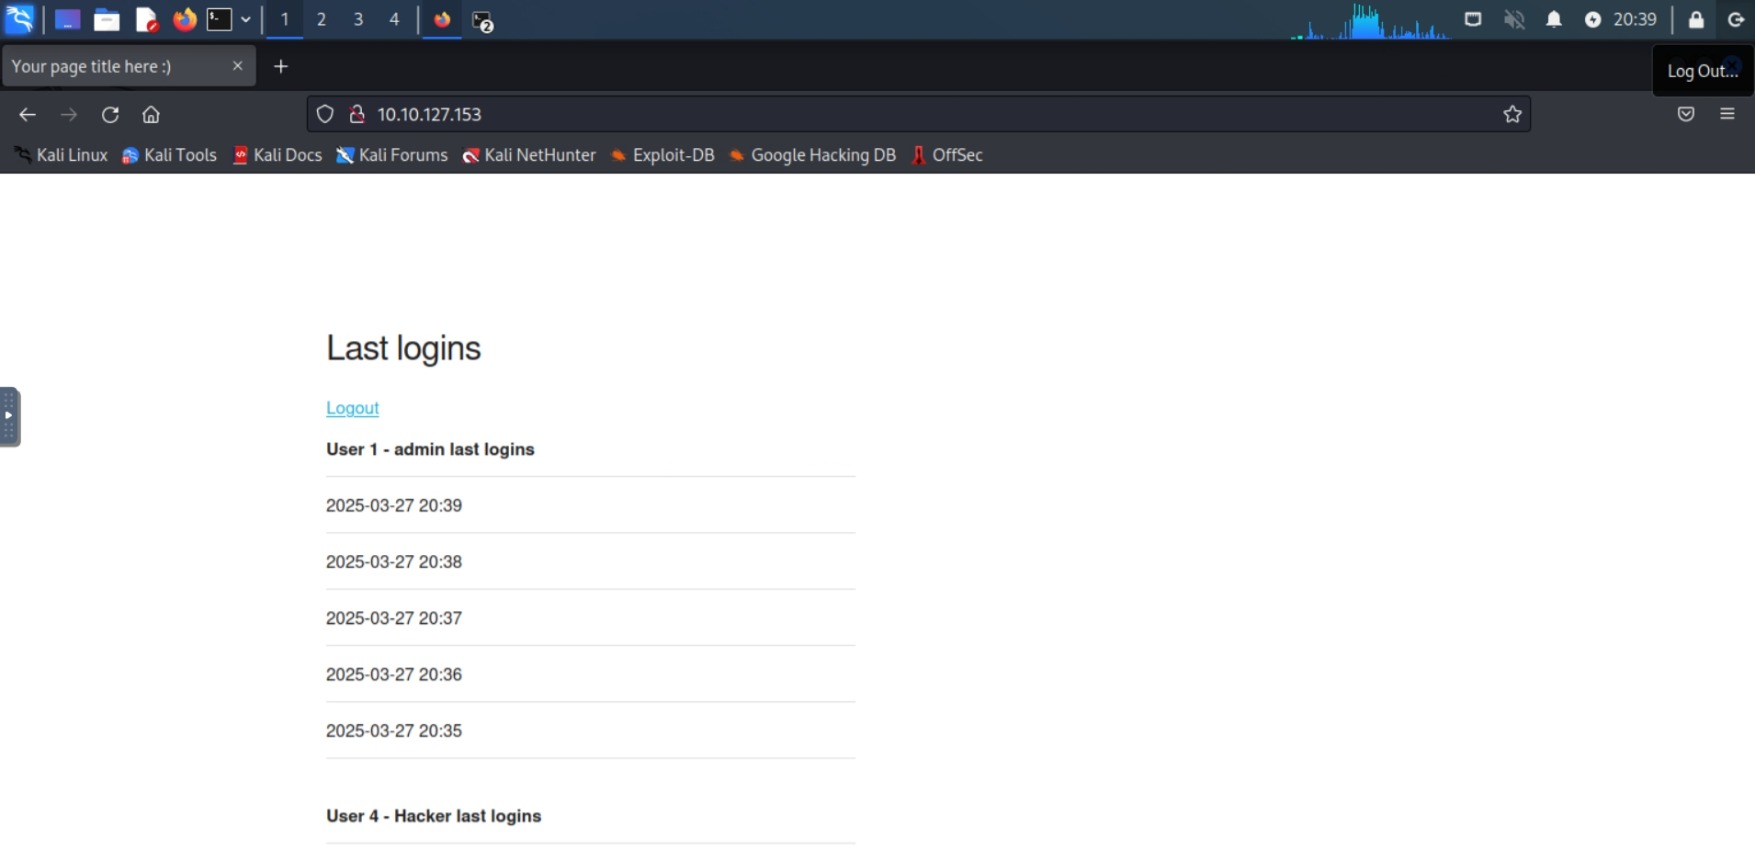 1 2 3 4 2 20:39
Your page title here :)
Log Out...
10.10.127.153
Kali Linux Kali Tools Kali Docs Kali Forums Kali NetHunter Exploit-DB Google Hacking DB OffSec
Last logins
Logout
User 1 - admin last logins
2025-03-27 20:39
2025-03-27 20:38
2025-03-27 20:37
2025-03-27 20:36
2025-03-27 20:35
User 4 - Hacker last logins